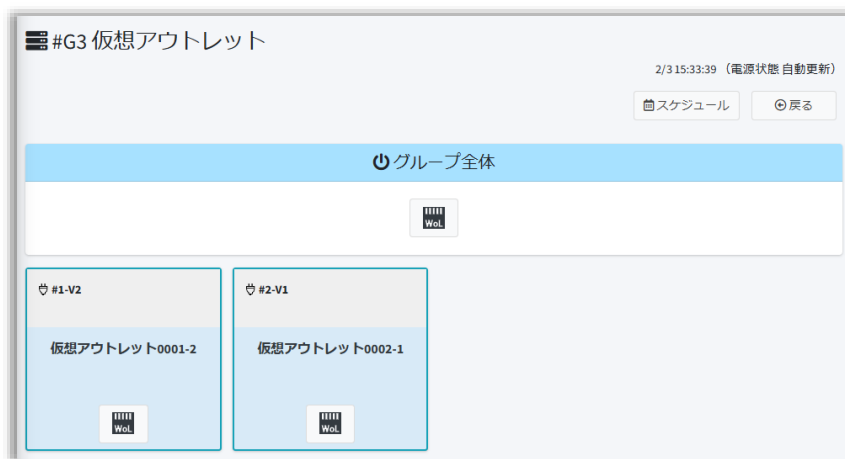 #G3 仮想アウトレット
2/3 15:33:39 （電源状態 自動更新）
スケジュール 戻る
グループ全体
WoL
#1-V2 #2-V1
仮想アウトレット0001-2 仮想アウトレット0002-1
WoL WoL